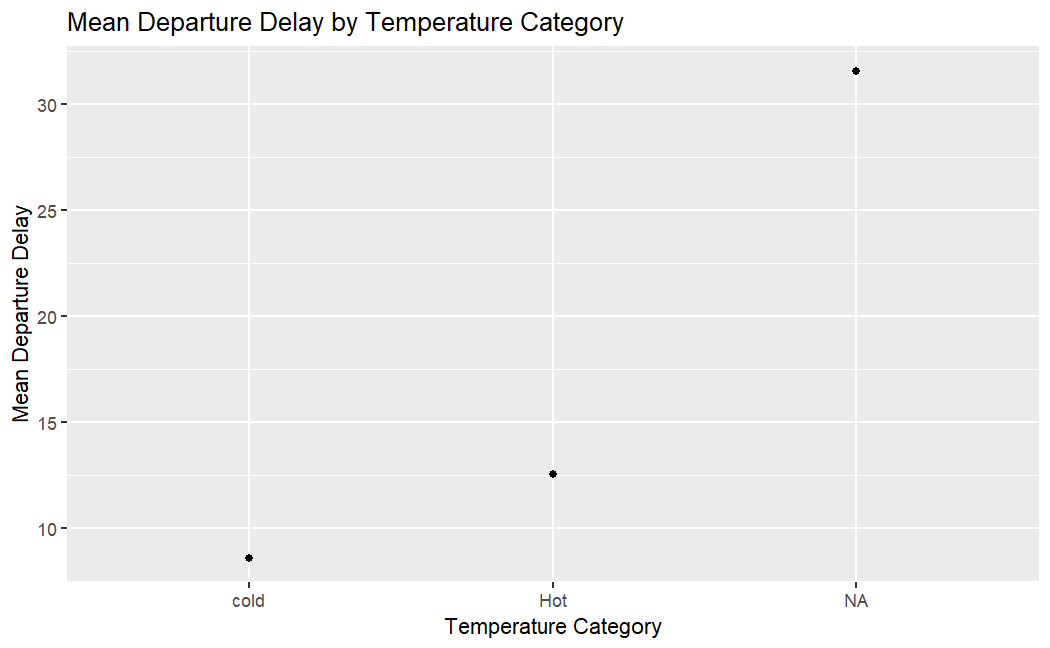 Mean Departure Delay by Temperature Category
Mean Departure Delay
30
25
20
15
10
cold
Hot
NA
Temperature Category